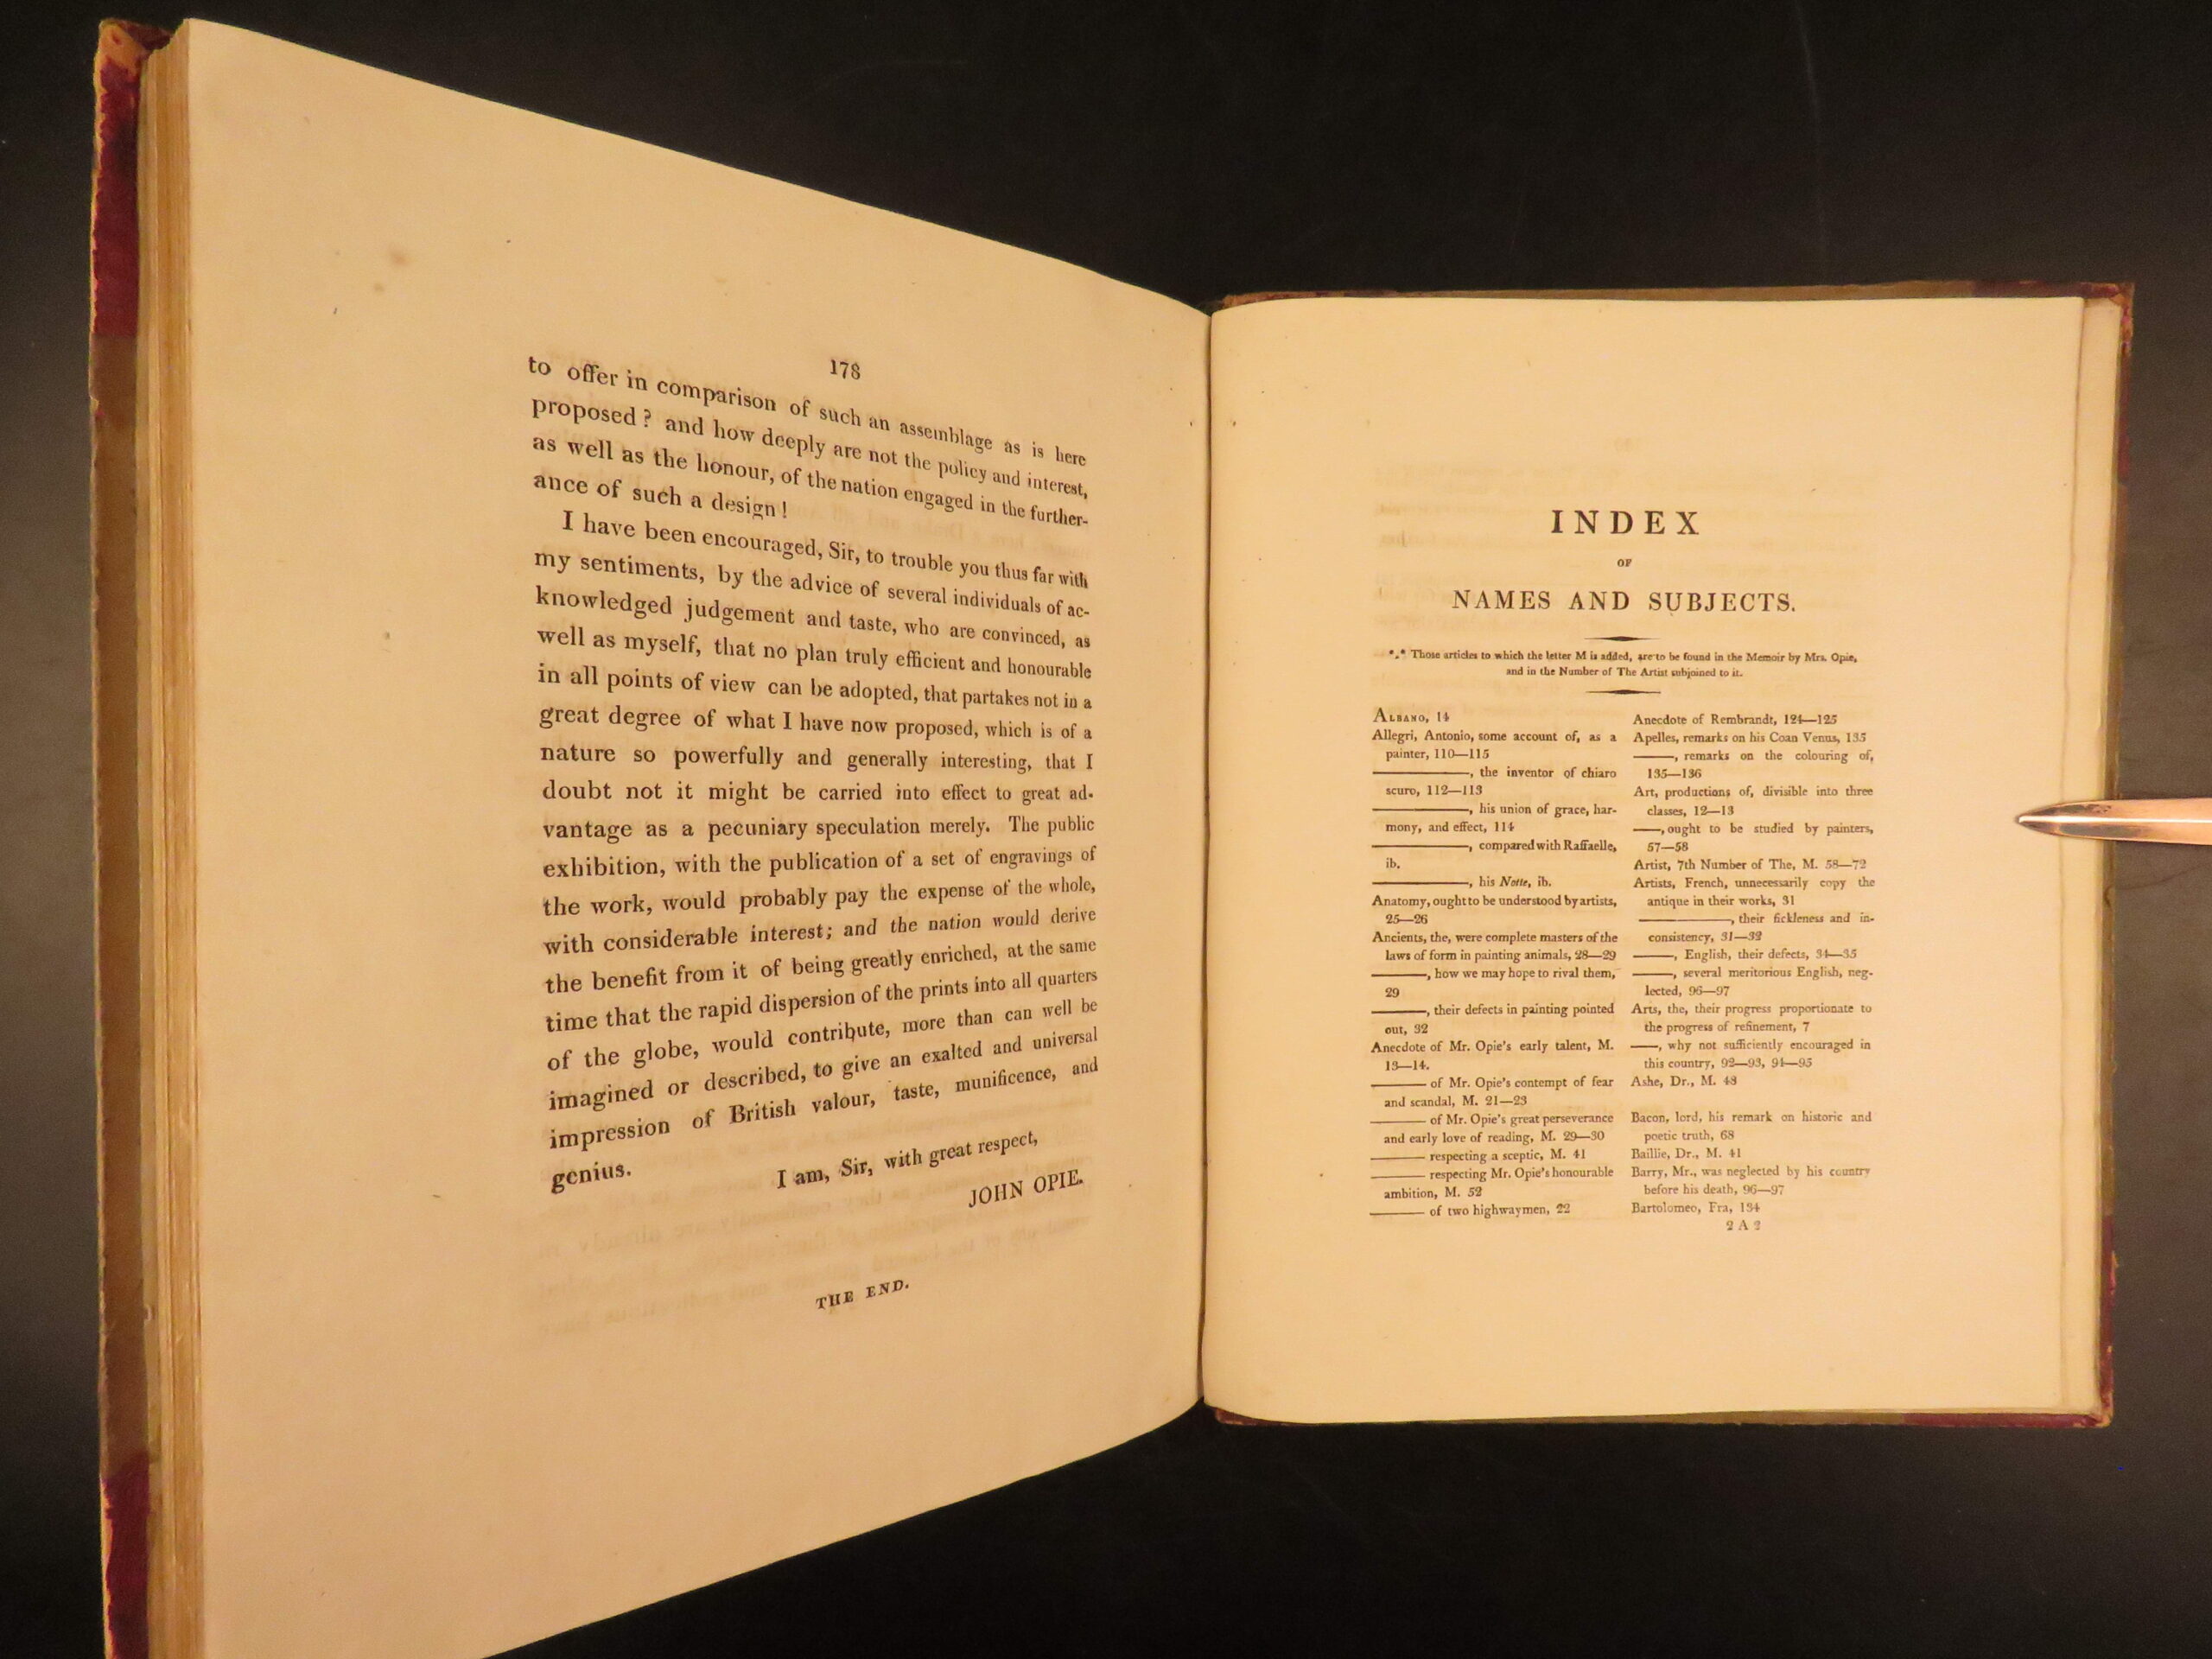 178
to offer in comparison of such an assemblage as is here
proposed ? and how deeply are not the policy and interest,
as well as the honour, of the nation engaged in the further-
ance of such a design !
I have been encouraged, Sir, to trouble you thus far with
my sentiments, by the advice of several individuals of ac-
knowledged judgement and taste, who are convinced, as
well as myself, that no plan truly efficient and honourable
in all points of view can be adopted, that partakes not in a
great degree of what I have now proposed, which is of a
nature so powerfully and generally interesting, that I
doubt not it might be carried into effect to great ad-
vantage as a pecuniary speculation merely. The public
exhibition, with the publication of a set of engravings of
the work, would probably pay the expense of the whole,
with considerable interest; and the nation would derive
the benefit from it of being greatly enriched, at the same
time that the rapid dispersion of the prints into all quarters
of the globe, would contribute, more than can well be
imagined or described, to give an exalted and universal
impression of British valour, taste, munificence, and
genius.
I am, Sir, with great respect,
JOHN OPIE.
THE END.
INDEX
OF
NAMES AND SUBJECTS.
*.* Those articles to which the letter M is added, are to be found in the Memoir by Mrs. Opie,
and in the Number of The Artist subjoined to it.
ALBANO, 14
Allegri, Antonio, some account of, as a
painter, 110—115
———, the inventor of chiaro
scuro, 112—113
———, his union of grace, har-
mony, and effect, 114
———, compared with Raffaelle,
ib.
———, his Notte, ib.
Anatomy, ought to be understood by artists,
25—26
Ancients, the, were complete masters of the
laws of form in painting animals, 28—29
———, how we may hope to rival them,
29
———, their defects in painting pointed
out, 32
Anecdote of Mr. Opie's early talent, M.
13—14.
——— of Mr. Opie's contempt of fear
and scandal, M. 21—23
——— of Mr. Opie's great perseverance
and early love of reading, M. 29—30
——— respecting a sceptic, M. 41
——— respecting Mr. Opie's honourable
ambition, M. 52
——— of two highwaymen, 22
Anecdote of Rembrandt, 124—125
Apelles, remarks on his Coan Venus, 135
———, remarks on the colouring of,
135—136
Art, productions of, divisible into three
classes, 12—13
——, ought to be studied by painters,
57—58
Artist, 7th Number of The, M. 58—72
Artists, French, unnecessarily copy the
antique in their works, 31
———, their fickleness and in-
consistency, 31—32
———, English, their defects, 34—35
———, several meritorious English, neg-
lected, 96—97
Arts, the, their progress proportionate to
the progress of refinement, 7
——, why not sufficiently encouraged in
this country, 92—93, 94—95
Ashe, Dr., M. 48
Bacon, lord, his remark on historic and
poetic truth, 68
Baillie, Dr., M. 41
Barry, Mr., was neglected by his country
before his death, 96—97
Bartolomeo, Fra, 134
2 A 2